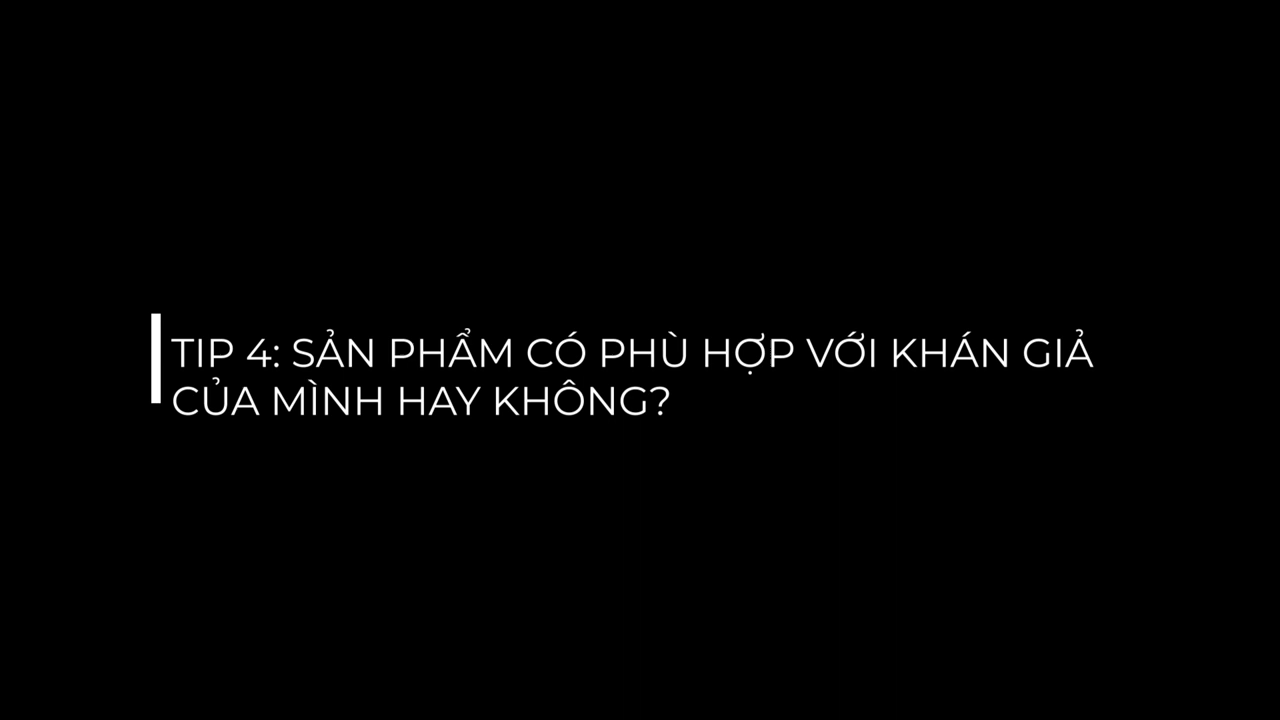 TIP 4: SẢN PHẨM CÓ PHÙ HỢP VỚI KHÁN GIẢ
CỦA MÌNH HAY KHÔNG?